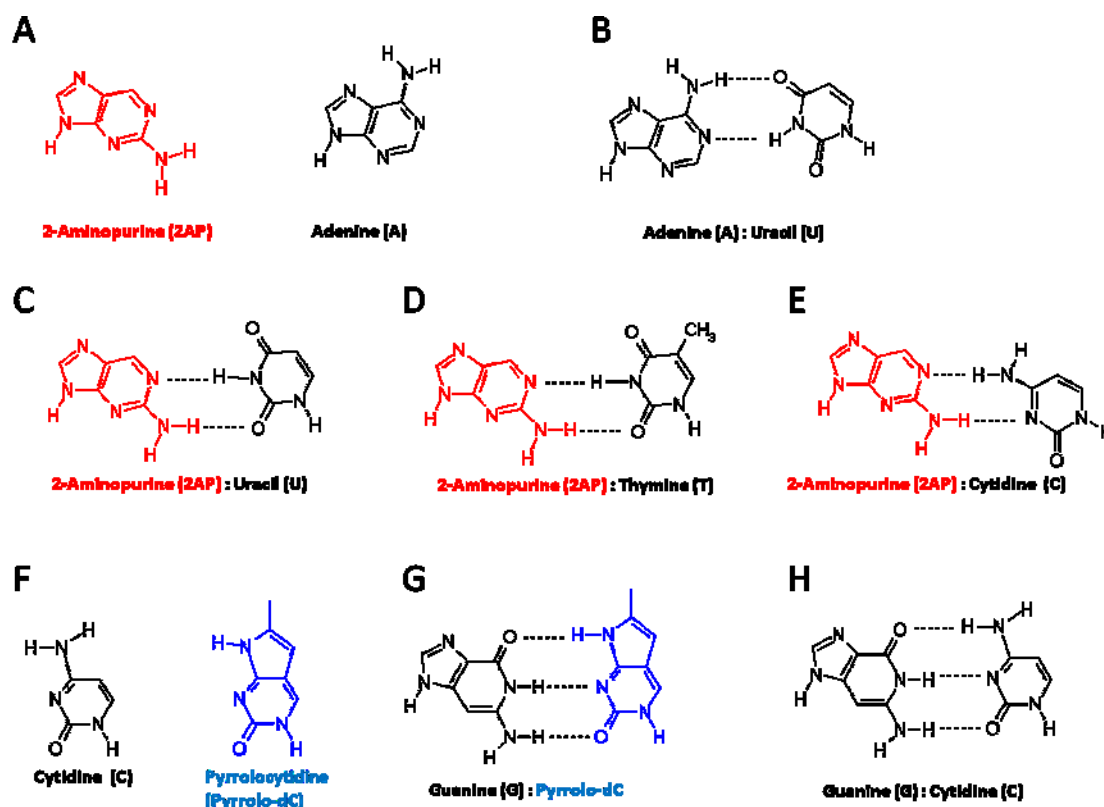 A
B
2-Aminopurine (2AP)
Adenine (A)
Adenine (A) : Uracil (U)
C
D
E
2-Aminopurine (2AP) : Uracil (U)
2-Aminopurine (2AP) : Thymine (T)
2-Aminopurine (2AP) : Cytidine (C)
F
G
H
Cytidine (C)
Pyrrolocytidine
(Pyrrolo-dC)
Guanine (G) : Pyrrolo-dC
Guanine (G) : Cytidine (C)
N
N
N
N
H
N
H
H
H
H
N
N
N
N
N
H
H
N
H
O
N
N
N
N
H
N
H
O
N
H
N
N
N
N
H
N
H
H
O
H
N
O
N
H
N
N
N
N
H
N
H
H
O
CH3
H
N
O
N
H
N
N
N
N
H
N
H
H
H
H
N
N
O
N
H
H
H
N
N
O
N
H
H
N
N
O
N
H
N
N
H
O
N
H
N
H
H
H
N
N
O
N
H
N
N
H
O
N
H
N
H
H
H
H
N
N
O
N
H